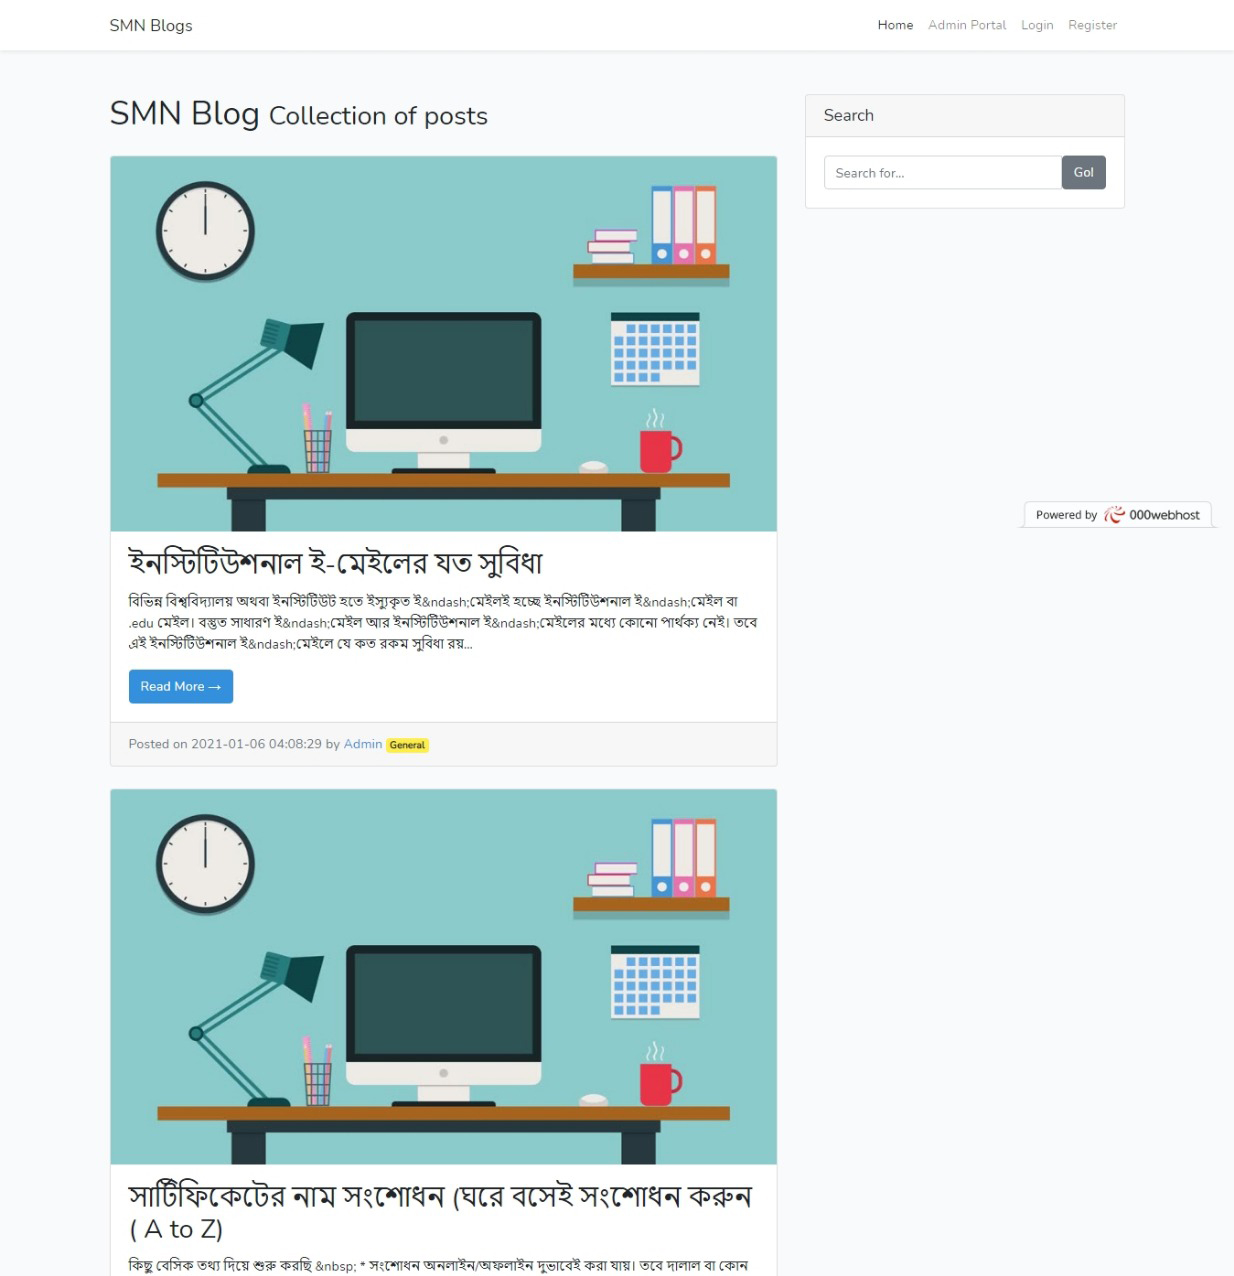 SMN Blogs
Home Admin Portal Login Register
SMN Blog Collection of posts
Search
Search for...
Go!
ইনস্টিটিউশনাল ই-মেইলের যত সুবিধা
বিভিন্ন বিশ্ববিদ্যালয় অথবা ইনস্টিটিউট হতে ইস্যুকৃত ই&ndash;মেইলই হচ্ছে ইনস্টিটিউশনাল ই&ndash;মেইল বা
.edu মেইল। বস্তুত সাধারণ ই&ndash;মেইল আর ইনস্টিটিউশনাল ই&ndash;মেইলের মধ্যে কোনো পার্থক্য নেই। তবে
এই ইনস্টিটিউশনাল ই&ndash;মেইলে যে কত রকম সুবিধা রয়...
Read More →
Posted on 2021-01-06 04:08:29 by Admin General
Powered by 000webhost
সার্টিফিকেটের নাম সংশোধন (ঘরে বসেই সংশোধন করুন
( A to Z)
কিছু বেসিক তথ্য দিয়ে শুরু করছি &nbsp; * সংশোধন অনলাইন/অফলাইন দুভাবেই করা যায়। তবে দালাল বা কোন